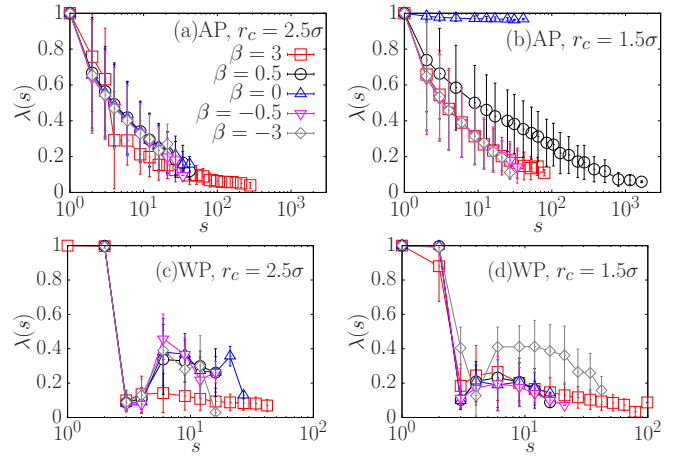 (a)AP, r_c = 2.5σ
β = 3
β = 0.5
β = 0
β = −0.5
β = −3
λ(s)
1
0.8
0.6
0.4
0.2
0
10^0
10^1
10^2
10^3
s
(b)AP, r_c = 1.5σ
λ(s)
1
0.8
0.6
0.4
0.2
0
10^0
10^1
10^2
10^3
s
(c)WP, r_c = 2.5σ
λ(s)
1
0.8
0.6
0.4
0.2
0
10^0
10^1
10^2
s
(d)WP, r_c = 1.5σ
λ(s)
1
0.8
0.6
0.4
0.2
0
10^0
10^1
10^2
s